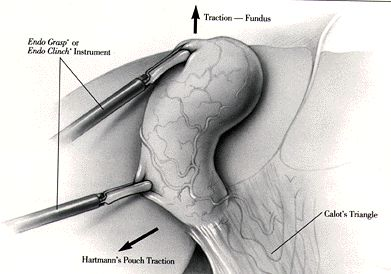 Traction — Fundus
Endo Grasp* or
Endo Clinch* Instrument
Calot's Triangle
Hartmann's Pouch Traction